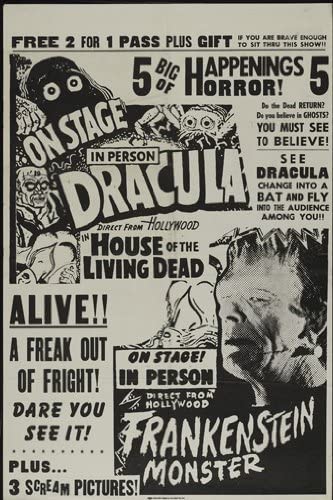 FREE 2 FOR 1 PASS PLUS GIFT
IF YOU ARE BRAVE ENOUGH
TO SIT THRU THIS SHOW!!
5 BIG OF HAPPENINGS 5
HORROR!
ON STAGE
IN PERSON
DRACULA
Do the Dead RETURN?
Do you believe in GHOSTS?
YOU MUST SEE
TO BELIEVE!
SEE
DRACULA
CHANGE INTO A
BAT AND FLY
INTO THE AUDIENCE
AMONG YOU!!
DIRECT FROM HOLLYWOOD
IN HOUSE OF THE
LIVING DEAD
ALIVE!!
A FREAK OUT
OF FRIGHT!
DARE YOU
SEE IT!
PLUS...
3 SCREAM PICTURES!
ON STAGE!
IN PERSON
DIRECT FROM
HOLLYWOOD
FRANKENSTEIN
MONSTER